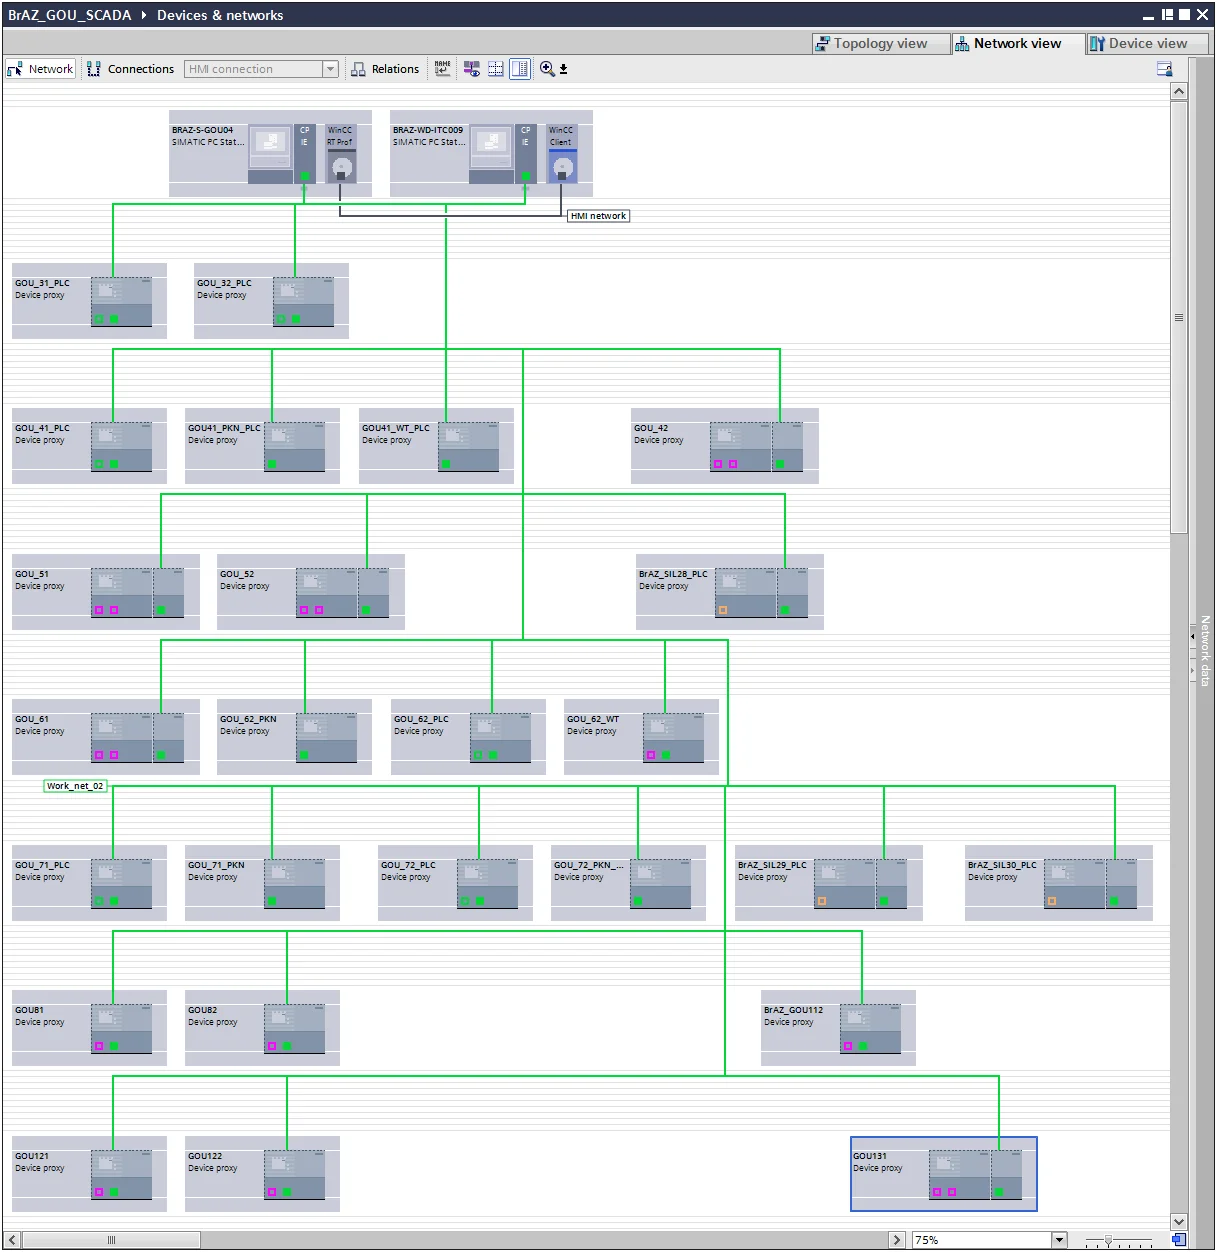 BrAZ_GOU_SCADA ▸ Devices & networks
Topology view
Network view
Device view
Network
Connections
HMI connection
Relations
BRAZ-S-GOU04
SIMATIC PC Stat...
CP
IE
WinCC
RT Prof
BRAZ-WD-ITC009
SIMATIC PC Stat...
CP
IE
WinCC
Client
HMI network
GOU_31_PLC
Device proxy
GOU_32_PLC
Device proxy
GOU_41_PLC
Device proxy
GOU41_PKN_PLC
Device proxy
GOU41_WT_PLC
Device proxy
GOU_42
Device proxy
GOU_51
Device proxy
GOU_52
Device proxy
BrAZ_SIL28_PLC
Device proxy
GOU_61
Device proxy
GOU_62_PKN
Device proxy
GOU_62_PLC
Device proxy
GOU_62_WT
Device proxy
Work_net_02
GOU_71_PLC
Device proxy
GOU_71_PKN
Device proxy
GOU_72_PLC
Device proxy
GOU_72_PKN_...
Device proxy
BrAZ_SIL29_PLC
Device proxy
BrAZ_SIL30_PLC
Device proxy
GOU81
Device proxy
GOU82
Device proxy
BrAZ_GOU112
Device proxy
GOU121
Device proxy
GOU122
Device proxy
GOU131
Device proxy
Network data
75%